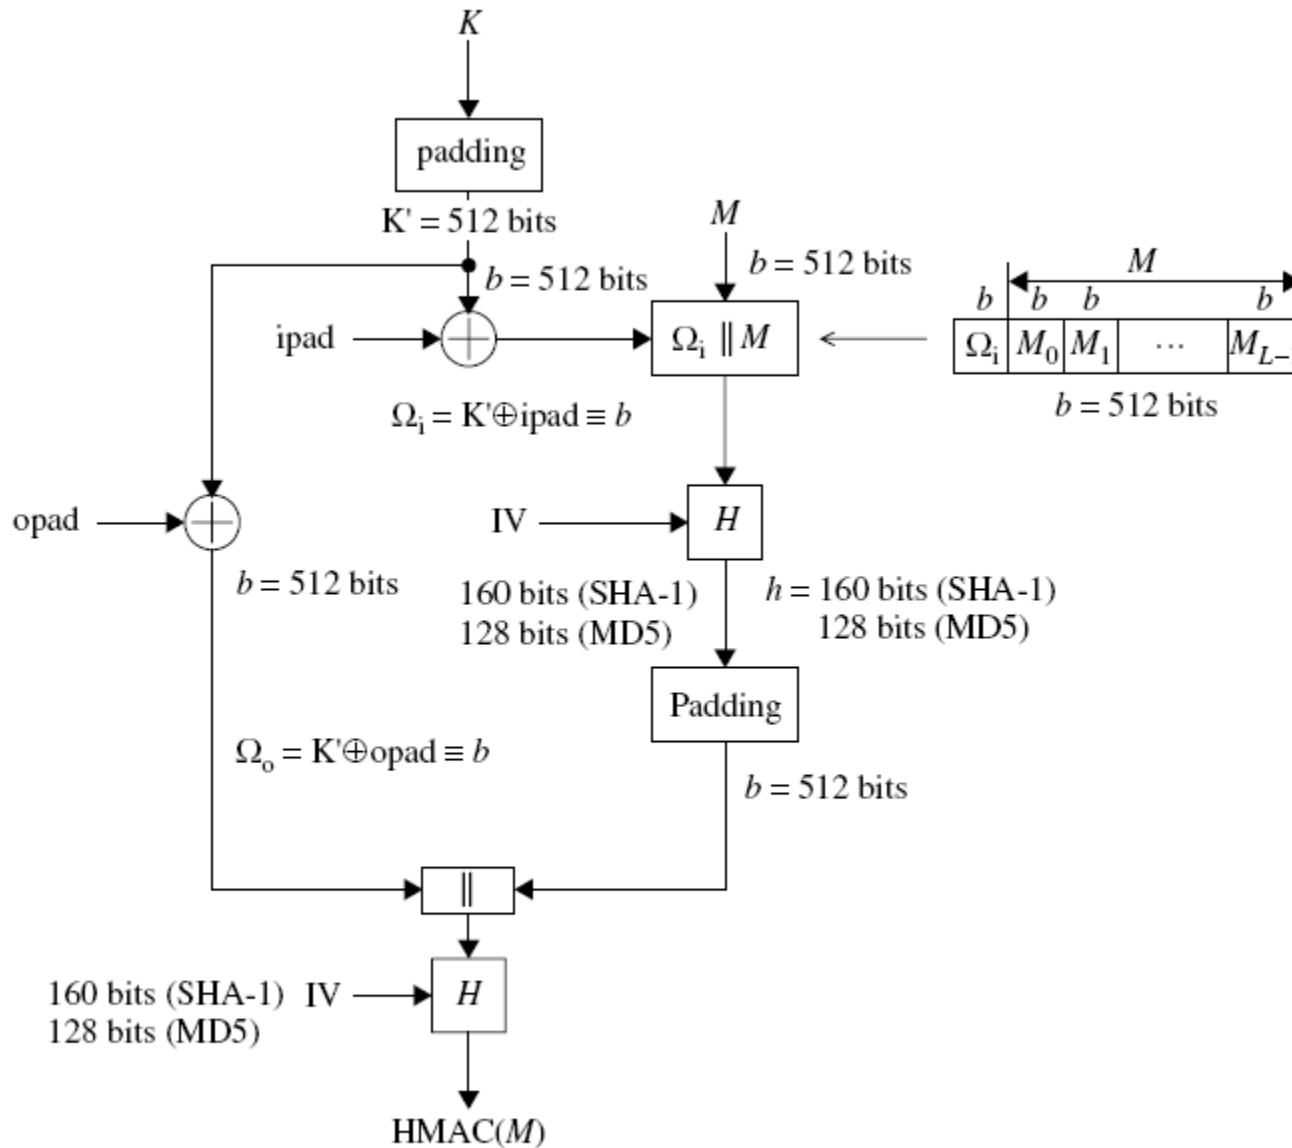 K
padding
K' = 512 bits
M
b = 512 bits
b = 512 bits
M
b b b b
ipad
Ω_i || M
Ω_i M_0 M_1 ... M_{L–
b = 512 bits
Ω_i = K'⊕ipad ≡ b
opad
IV
H
b = 512 bits
160 bits (SHA-1)
128 bits (MD5)
h = 160 bits (SHA-1)
128 bits (MD5)
Padding
Ω_o = K'⊕opad ≡ b
b = 512 bits
||
160 bits (SHA-1) IV
128 bits (MD5)
H
HMAC(M)